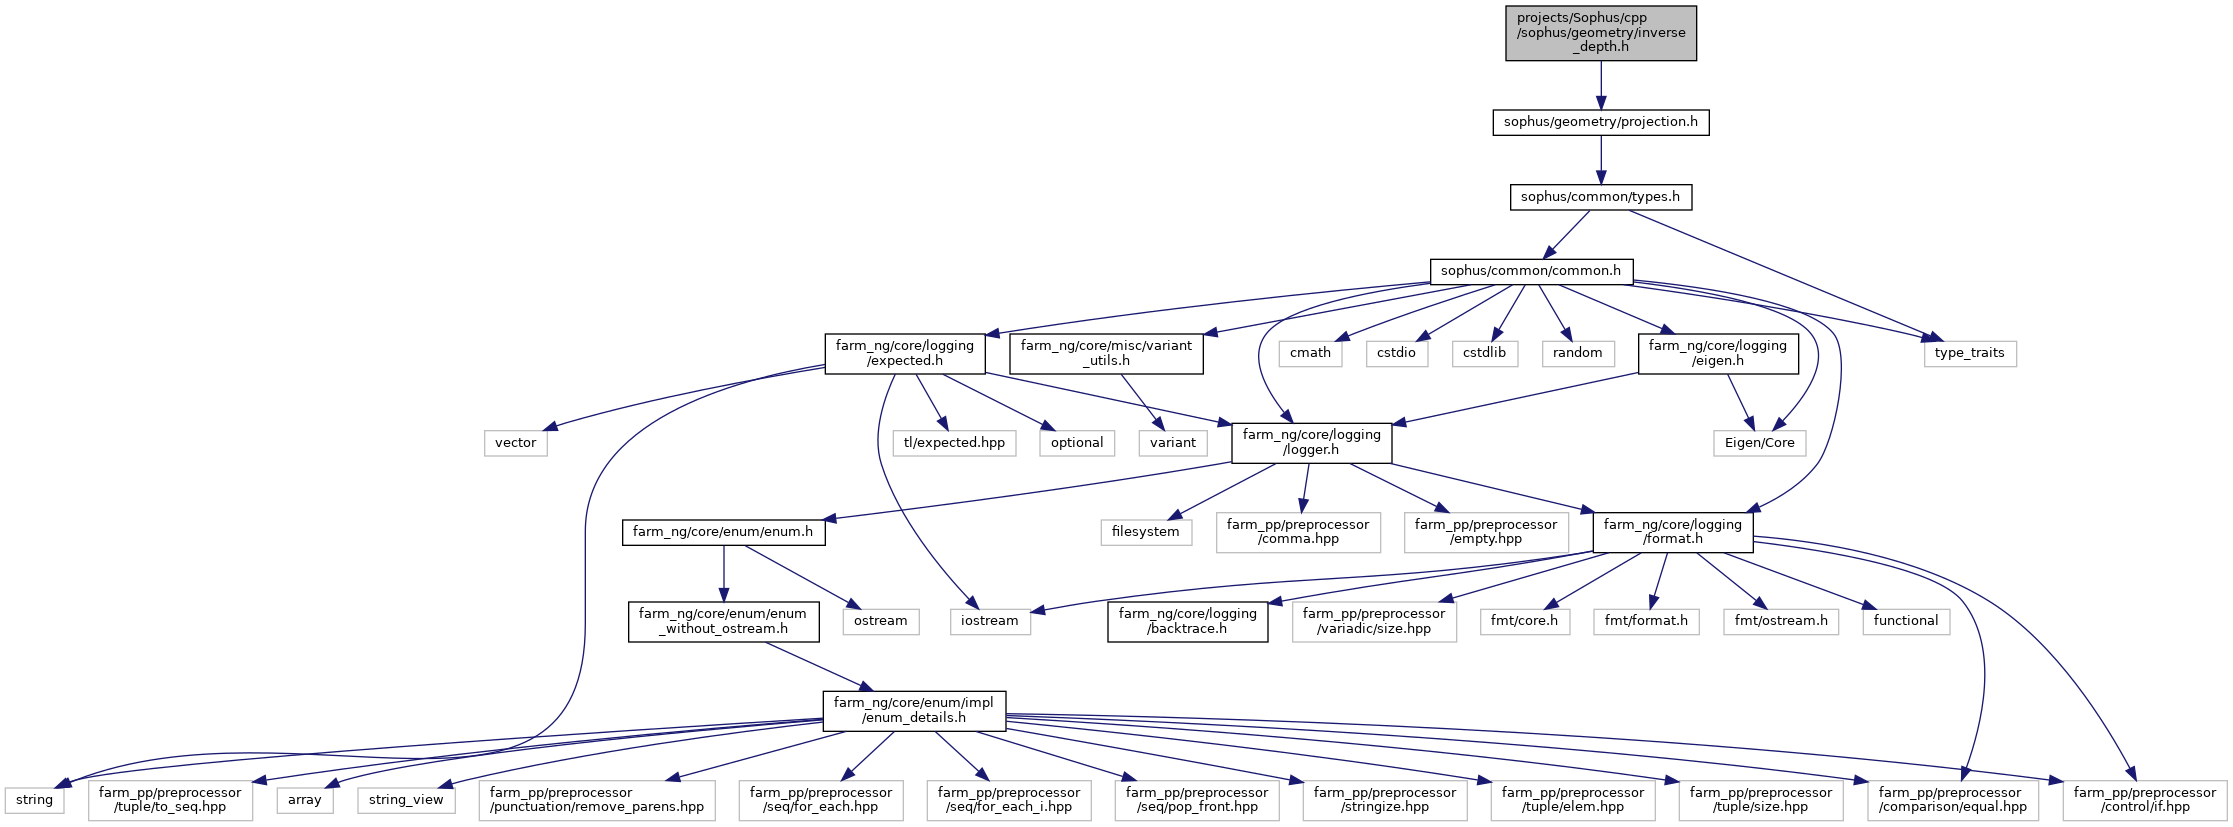 projects/Sophus/cpp
/sophus/geometry/inverse
_depth.h
sophus/geometry/projection.h
sophus/common/types.h
sophus/common/common.h
farm_ng/core/logging
/expected.h
farm_ng/core/misc/variant
_utils.h
cmath
cstdio
cstdlib
random
farm_ng/core/logging
/eigen.h
type_traits
vector
tl/expected.hpp
optional
variant
farm_ng/core/logging
/logger.h
Eigen/Core
farm_ng/core/enum/enum.h
filesystem
farm_pp/preprocessor
/comma.hpp
farm_pp/preprocessor
/empty.hpp
farm_ng/core/logging
/format.h
farm_ng/core/enum/enum
_without_ostream.h
ostream
iostream
farm_ng/core/logging
/backtrace.h
farm_pp/preprocessor
/variadic/size.hpp
fmt/core.h
fmt/format.h
fmt/ostream.h
functional
farm_ng/core/enum/impl
/enum_details.h
string
farm_pp/preprocessor
/tuple/to_seq.hpp
array
string_view
farm_pp/preprocessor
/punctuation/remove_parens.hpp
farm_pp/preprocessor
/seq/for_each.hpp
farm_pp/preprocessor
/seq/for_each_i.hpp
farm_pp/preprocessor
/seq/pop_front.hpp
farm_pp/preprocessor
/stringize.hpp
farm_pp/preprocessor
/tuple/elem.hpp
farm_pp/preprocessor
/tuple/size.hpp
farm_pp/preprocessor
/comparison/equal.hpp
farm_pp/preprocessor
/control/if.hpp